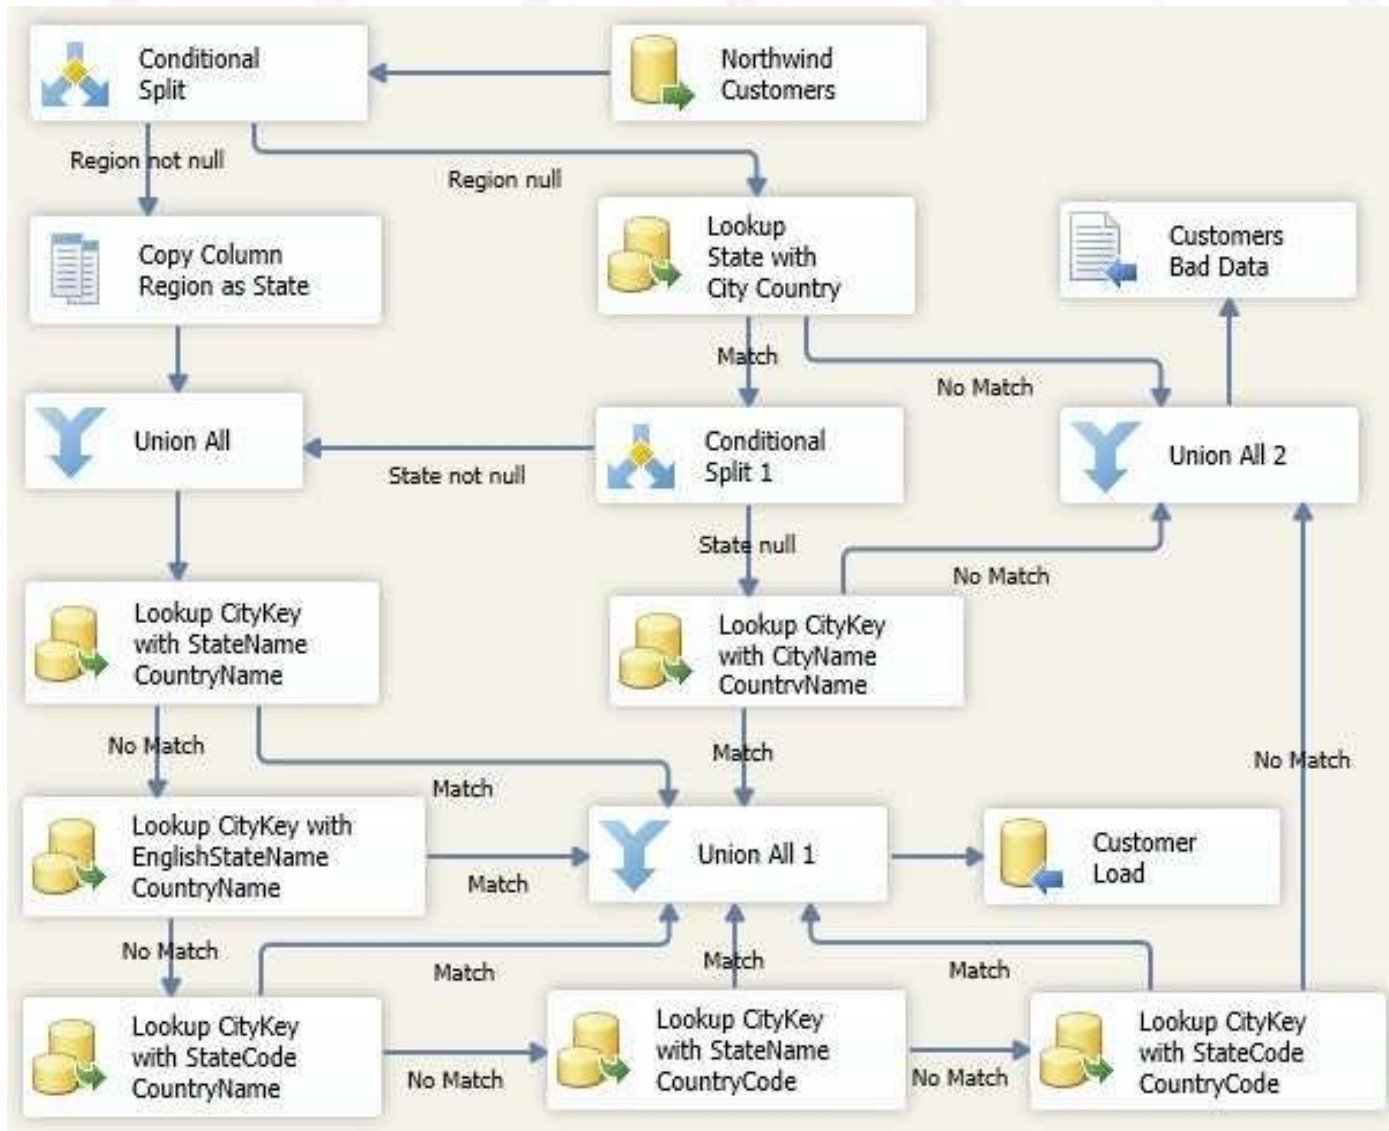 Conditional
Split
Northwind
Customers
Region not null
Region null
Copy Column
Region as State
Lookup
State with
City Country
Customers
Bad Data
Match
No Match
Union All
State not null
Conditional
Split 1
Union All 2
State null
No Match
Lookup CityKey
with StateName
CountryName
Lookup CityKey
with CityName
CountryName
No Match
Match
Match
No Match
Lookup CityKey with
EnglishStateName
CountryName
Match
Union All 1
Customer
Load
No Match
Match
Match
Match
Lookup CityKey
with StateCode
CountryName
No Match
Lookup CityKey
with StateName
CountryCode
No Match
Lookup CityKey
with StateCode
CountryCode